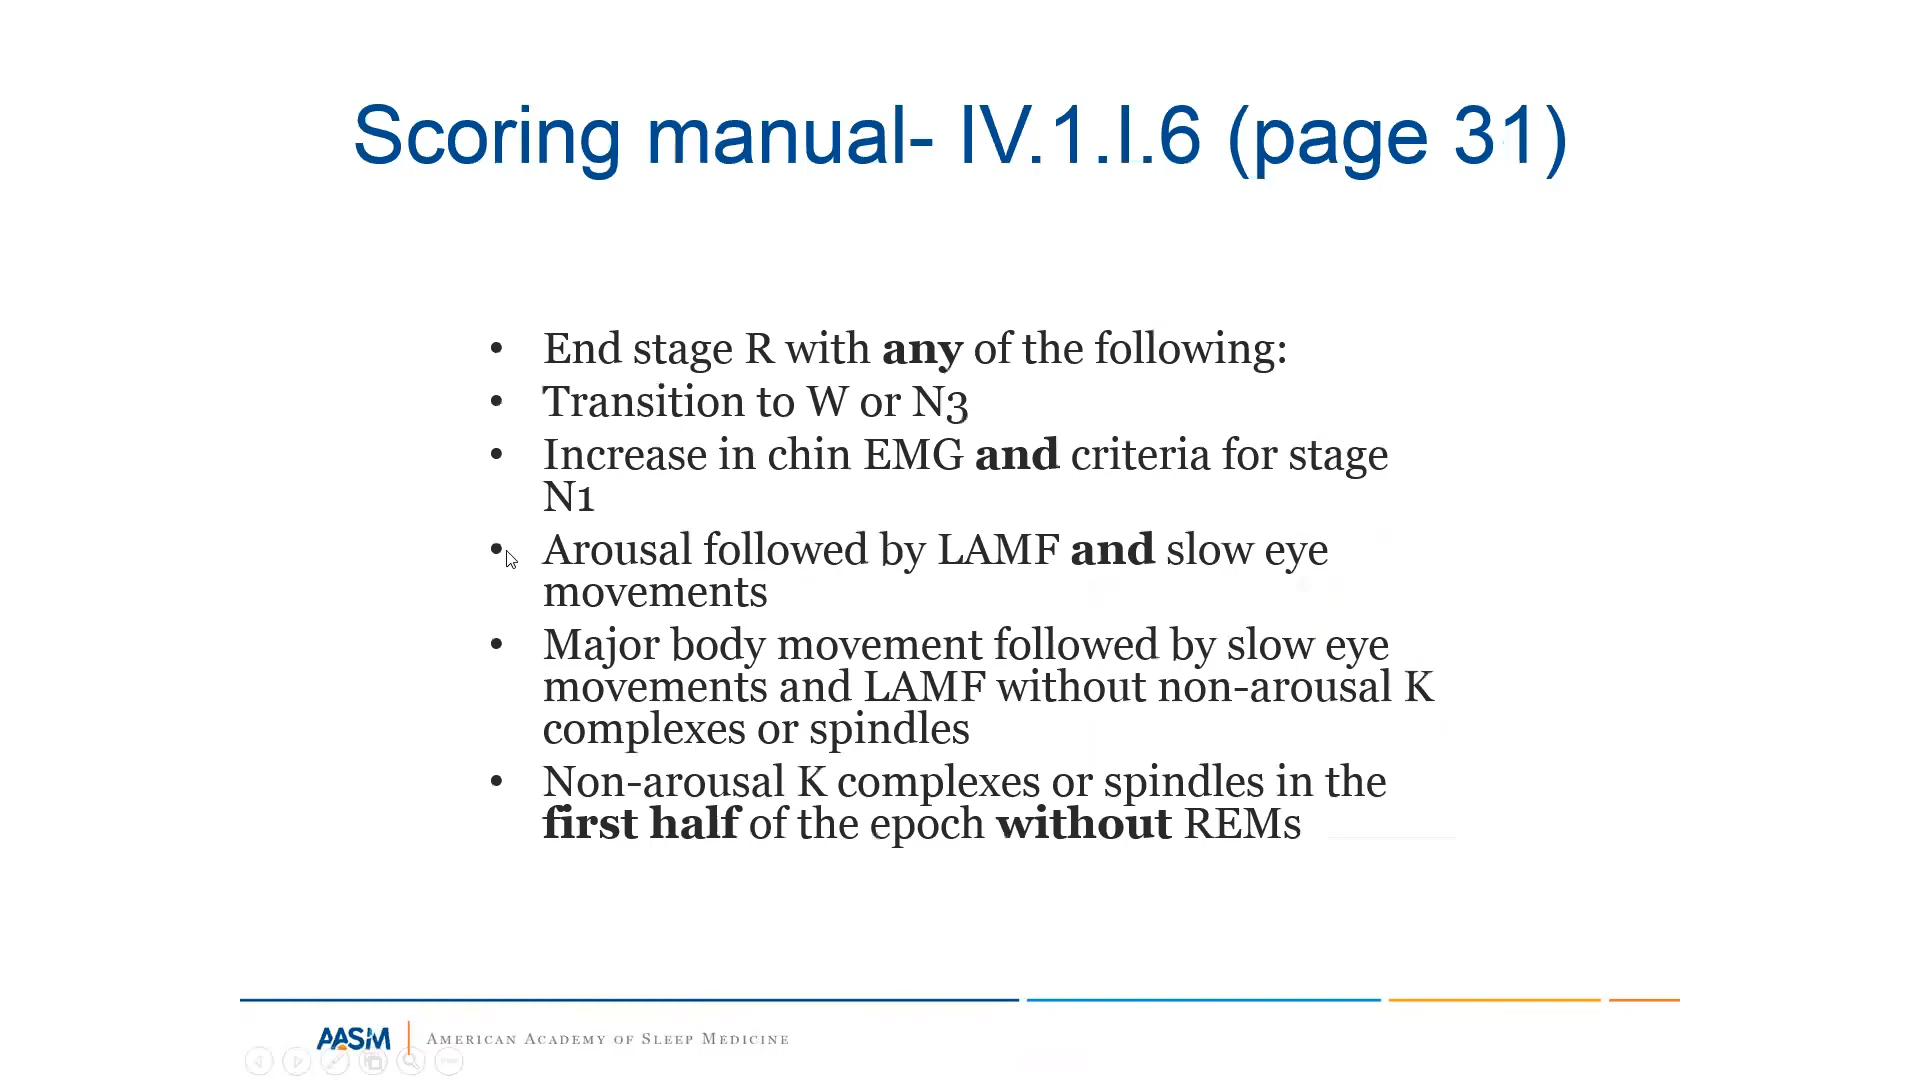 Scoring manual- IV.1.I.6 (page 31)
• End stage R with any of the following:
• Transition to W or N3
• Increase in chin EMG and criteria for stage
N1
• Arousal followed by LAMF and slow eye
movements
• Major body movement followed by slow eye
movements and LAMF without non-arousal K
complexes or spindles
• Non-arousal K complexes or spindles in the
first half of the epoch without REMs
AASM | AMERICAN ACADEMY OF SLEEP MEDICINE